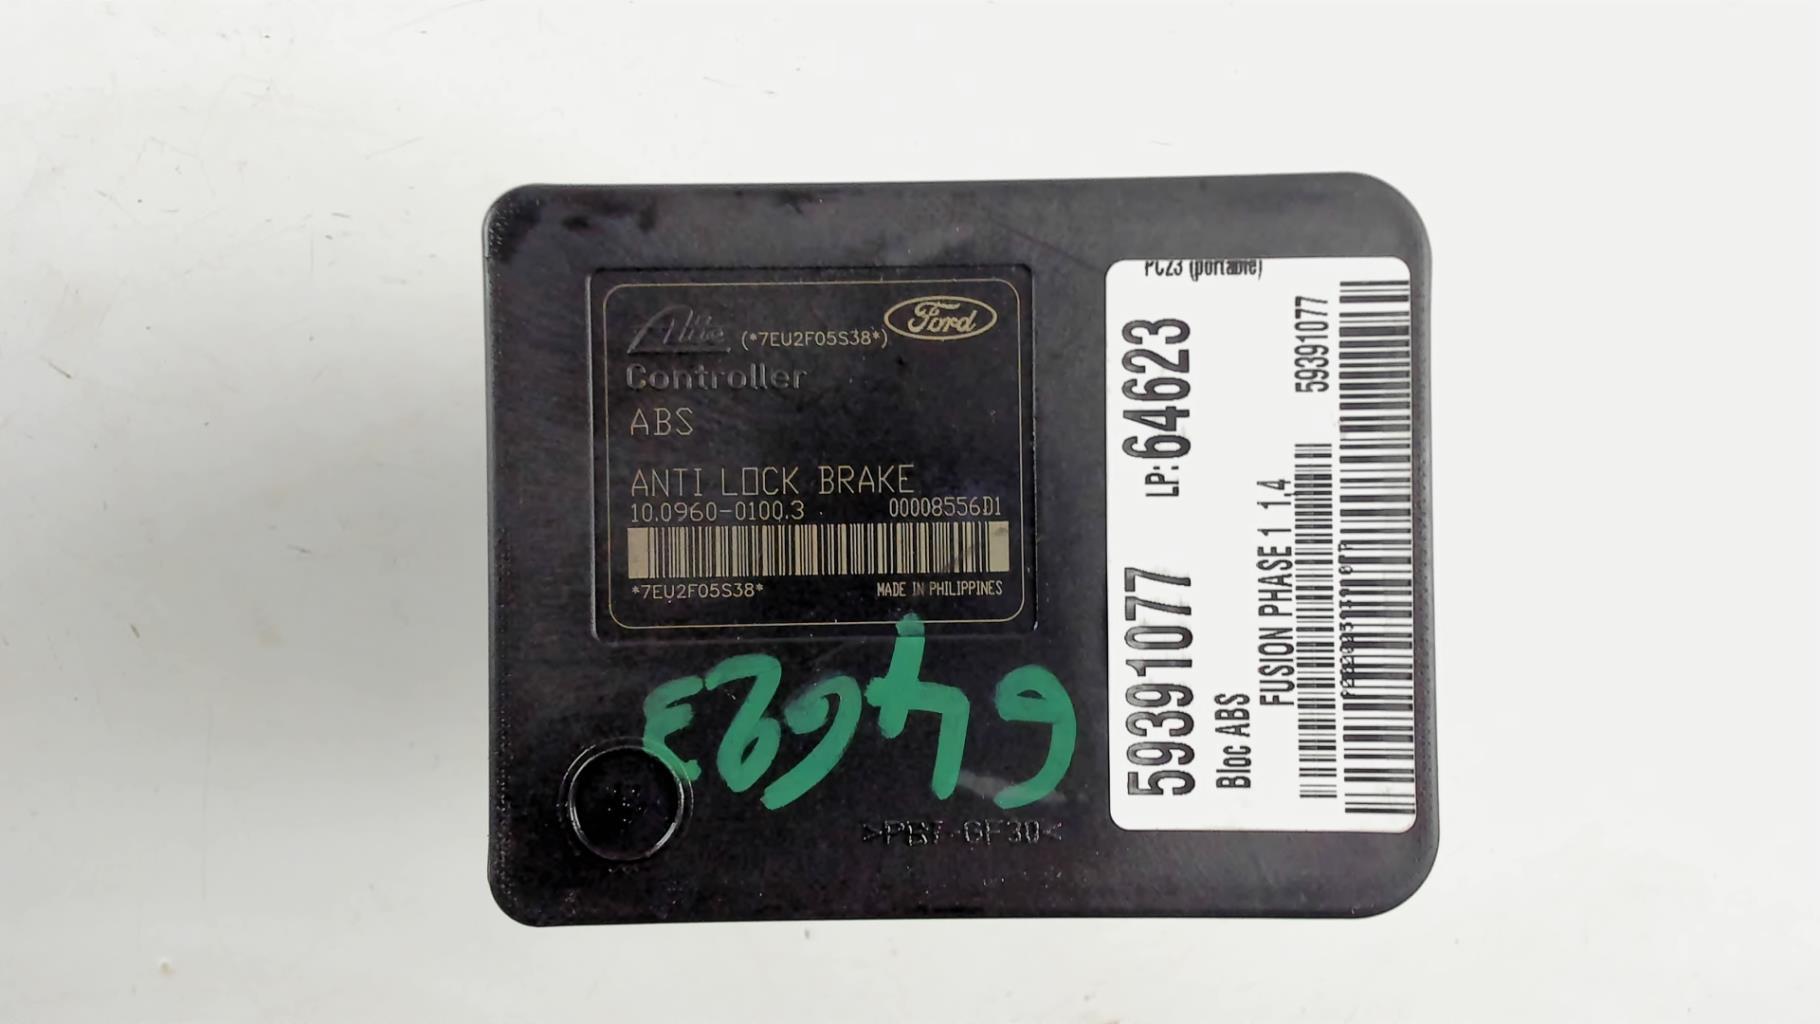 Ate (*7EU2F05S38*) Ford
Controller
ABS
ANTI LOCK BRAKE
10.0960-0100.3 00008556D1
*7EU2F05S38* MADE IN PHILIPPINES
64623
>PBT-GF30<
PC23 (portable)
59391077 LP:64623
Bloc ABS
FUSION PHASE 1 1,4 59391077